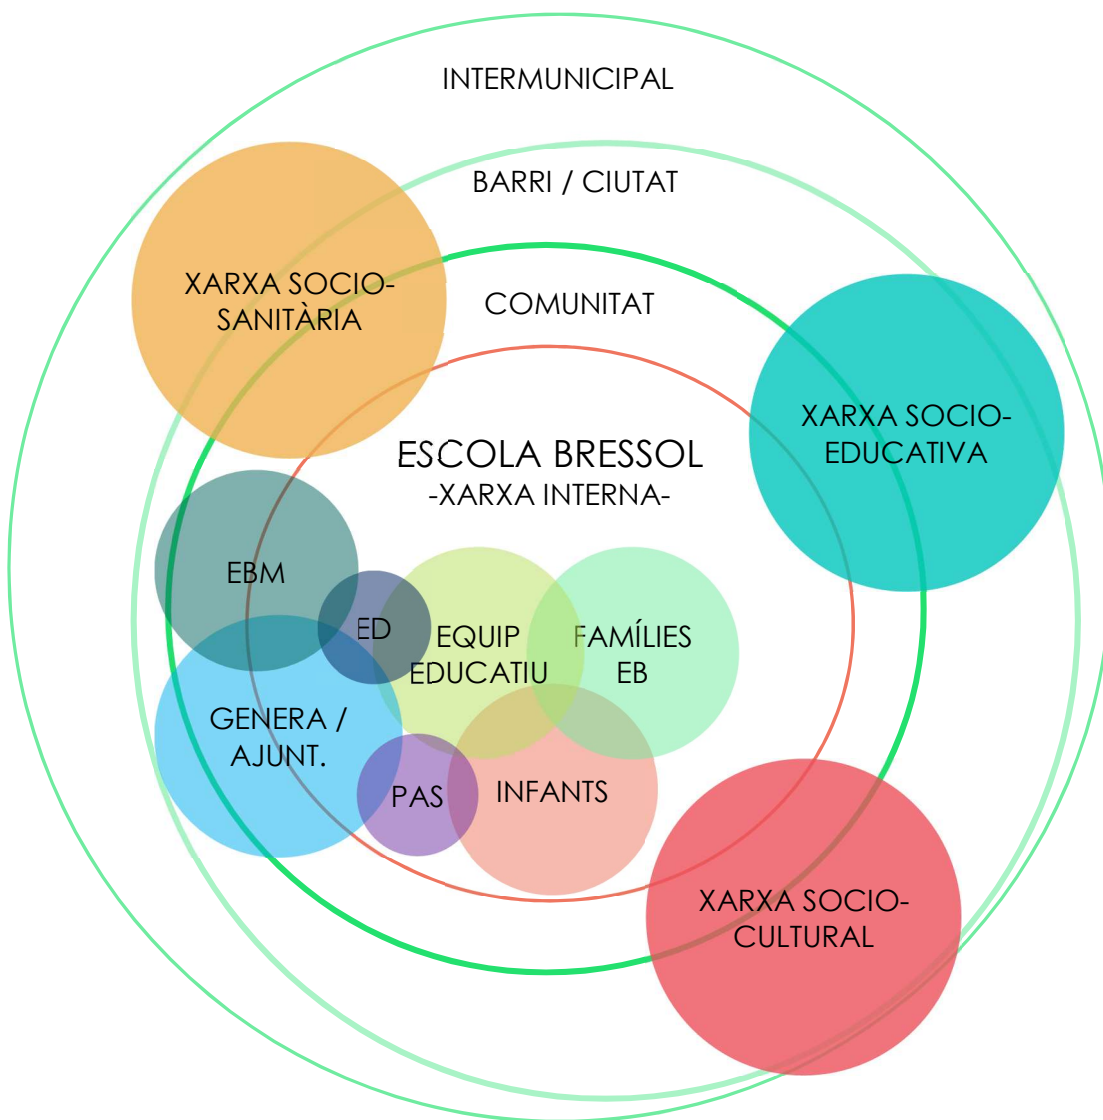 INTERMUNICIPAL
BARRI / CIUTAT
XARXA SOCIO-
SANITÀRIA
COMUNITAT
XARXA SOCIO-
EDUCATIVA
ESCOLA BRESSOL
-XARXA INTERNA-
EBM
ED
EQUIP
EDUCATIU
FAMÍLIES
EB
GENERA /
AJUNT.
PAS
INFANTS
XARXA SOCIO-
CULTURAL